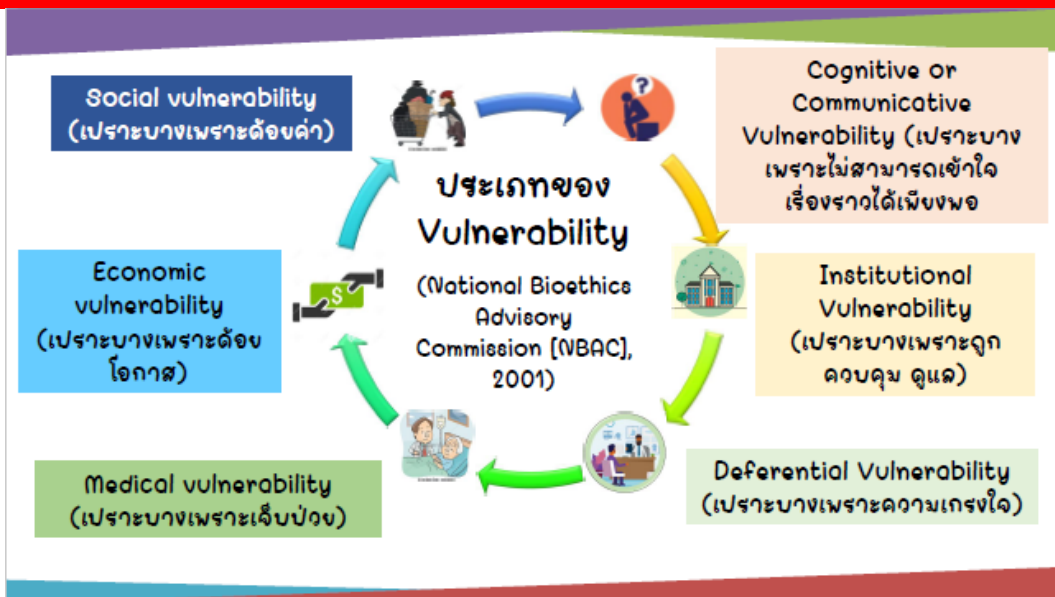 Social vulnerability
(เปราะบางเพราะด้อยค่า)
?
Cognitive or
Communicative
Vulnerability (เปราะบาง
เพราะไม่สามารถเข้าใจ
เรื่องราวได้เพียงพอ
ประเภทของ
Vulnerability
(National Bioethics
Advisory
Commission [NBAC],
2001)
Economic
vulnerability
(เปราะบางเพราะด้อย
โอกาส)
$
Institutional
Vulnerability
(เปราะบางเพราะถูก
ควบคุม ดูแล)
Medical vulnerability
(เปราะบางเพราะเจ็บป่วย)
Deferential Vulnerability
(เปราะบางเพราะความเกรงใจ)